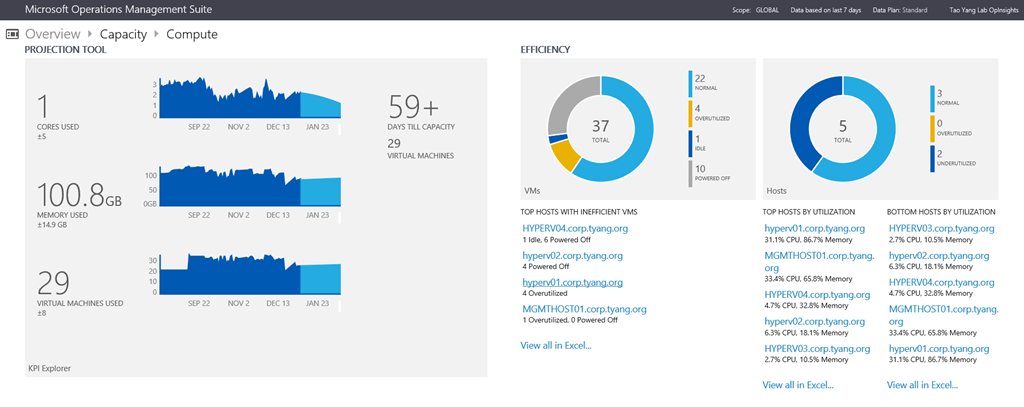 Microsoft Operations Management Suite
Scope: GLOBAL
Data based on last 7 days
Data Plan: Standard
Tao Yang Lab OpInsights
Overview
Capacity
Compute
PROJECTION TOOL
1
CORES USED
±5
3
2
1
0
SEP 22
NOV 2
DEC 13
JAN 23
59+
DAYS TILL CAPACITY
29
VIRTUAL MACHINES
100.8GB
MEMORY USED
±14.9 GB
100
50
0GB
SEP 22
NOV 2
DEC 13
JAN 23
29
VIRTUAL MACHINES USED
±8
30
20
10
0
SEP 22
NOV 2
DEC 13
JAN 23
KPI Explorer
EFFICIENCY
37
TOTAL
VMs
22
NORMAL
4
OVERUTILIZED
1
IDLE
10
POWERED OFF
5
TOTAL
Hosts
3
NORMAL
0
OVERUTILIZED
2
UNDERUTILIZED
TOP HOSTS WITH INEFFICIENT VMS
HYPERV04.corp.tyang.org
1 Idle, 6 Powered Off
hyperv02.corp.tyang.org
4 Powered Off
hyperv01.corp.tyang.org
4 Overutilized
MGMTHOST01.corp.tyang.org
1 Overutilized, 0 Powered Off
View all in Excel...
TOP HOSTS BY UTILIZATION
hyperv01.corp.tyang.org
31.1% CPU, 86.7% Memory
MGMTHOST01.corp.tyang.
org
33.4% CPU, 65.8% Memory
HYPERV04.corp.tyang.org
4.7% CPU, 32.8% Memory
hyperv02.corp.tyang.org
6.3% CPU, 18.1% Memory
HYPERV03.corp.tyang.org
2.7% CPU, 10.5% Memory
View all in Excel...
BOTTOM HOSTS BY UTILIZATION
HYPERV03.corp.tyang.org
2.7% CPU, 10.5% Memory
hyperv02.corp.tyang.org
6.3% CPU, 18.1% Memory
HYPERV04.corp.tyang.org
4.7% CPU, 32.8% Memory
MGMTHOST01.corp.tyang.
org
33.4% CPU, 65.8% Memory
hyperv01.corp.tyang.org
31.1% CPU, 86.7% Memory
View all in Excel...